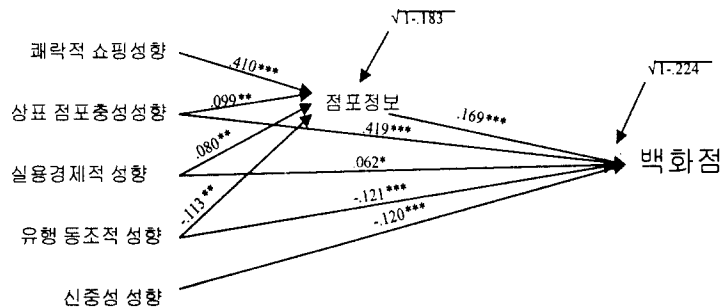 √1-.183
쾌락적 쇼핑성향
.410***
√1-.224
상표 점포충성성향
.099**
점포정보
.169***
.419***
.080**
실용경제적 성향
.062*
백화점
-.113**
-.121***
유행 동조적 성향
-.120***
신중성 성향